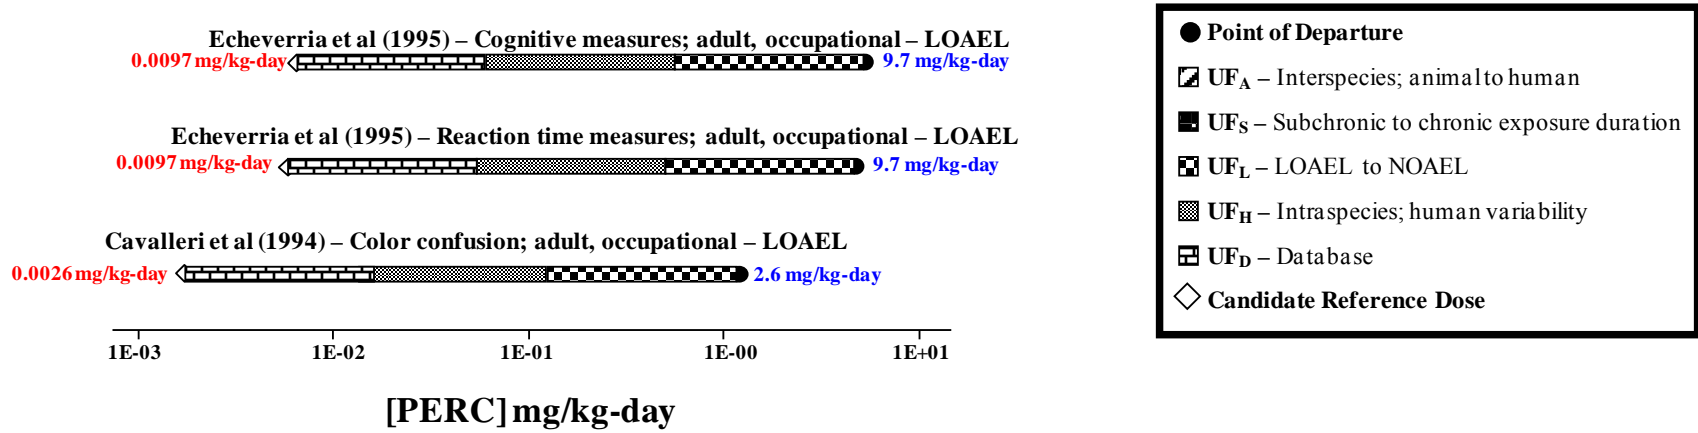 Echeverria et al (1995) – Cognitive measures; adult, occupational – LOAEL
0.0097 mg/kg-day
9.7 mg/kg-day
Echeverria et al (1995) – Reaction time measures; adult, occupational – LOAEL
0.0097 mg/kg-day
9.7 mg/kg-day
Cavalleri et al (1994) – Color confusion; adult, occupational – LOAEL
0.0026 mg/kg-day
2.6 mg/kg-day
1E-03 1E-02 1E-01 1E-00 1E+01
[PERC] mg/kg-day
Point of Departure
UFA – Interspecies; animal to human
UFS – Subchronic to chronic exposure duration
UFL – LOAEL to NOAEL
UFH – Intraspecies; human variability
UFD – Database
Candidate Reference Dose